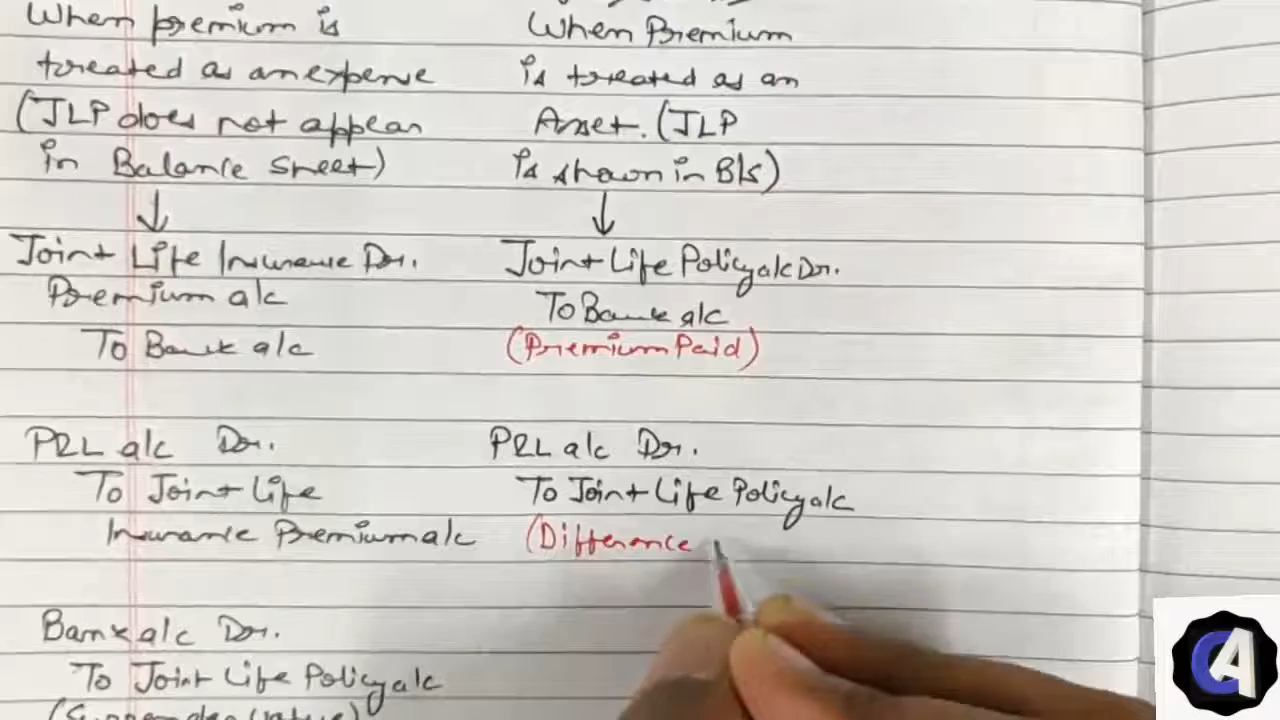 When premium is
treated as an expense
(JLP does not appear
in Balance Sheet)
↓
Joint Life Insurance Dr.
Premium a/c
To Bank a/c
P&L a/c Dr.
To Joint Life
Insurance Premium a/c
Bank a/c Dr.
To Joint Life Policy a/c
When Premium
is treated as an
Asset. (JLP
is shown in B/s)
↓
Joint Life Policy a/c Dr.
To Bank a/c
(Premium Paid)
P&L a/c Dr.
To Joint Life Policy a/c
(Difference
CA